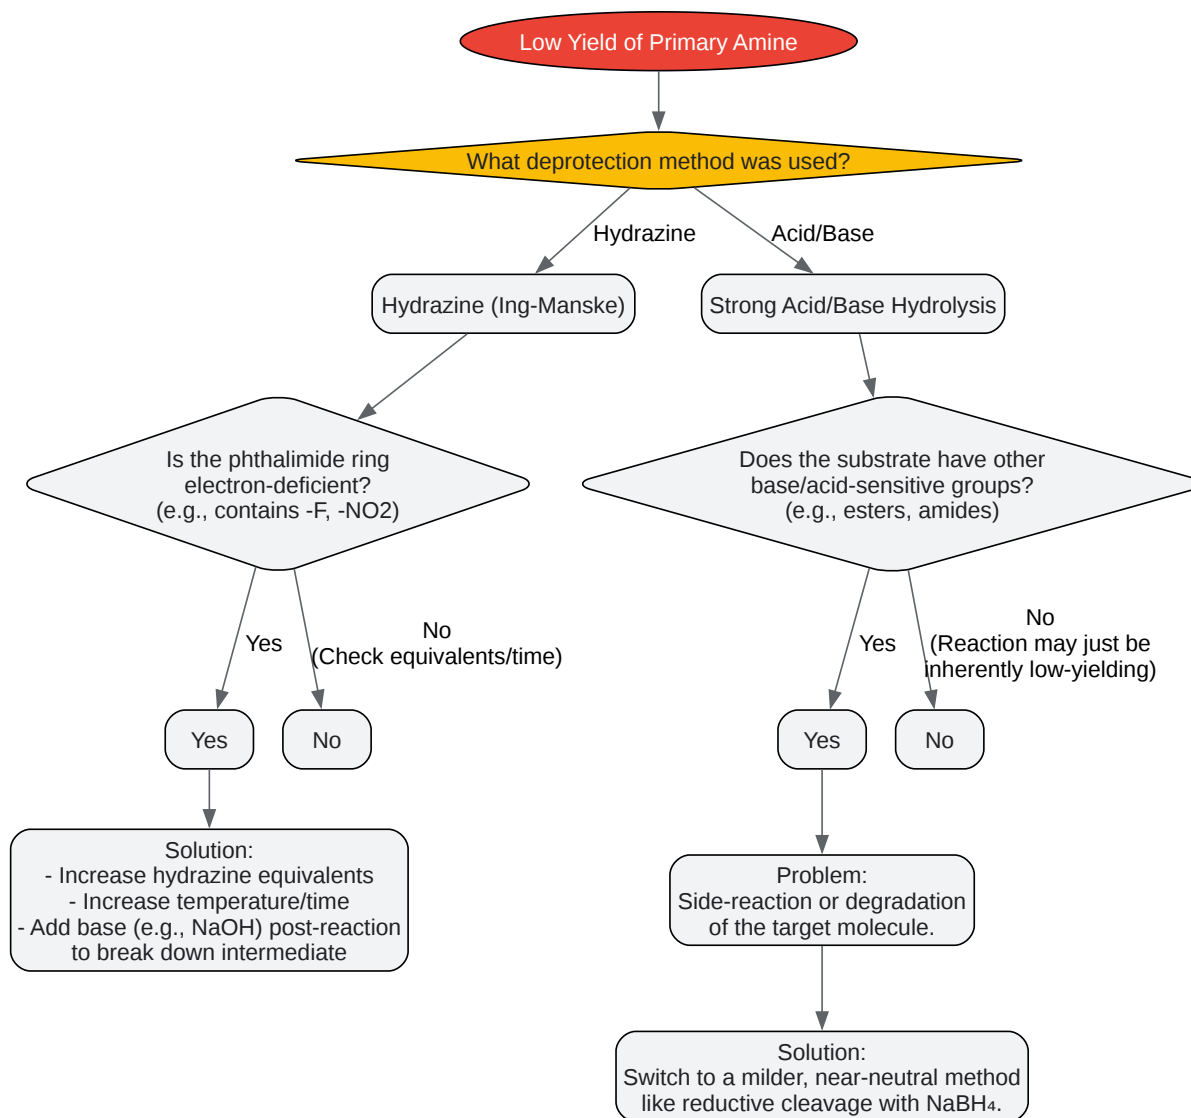 Low Yield of Primary Amine
What deprotection method was used?
Hydrazine
Acid/Base
Hydrazine (Ing-Manske)
Strong Acid/Base Hydrolysis
Is the phthalimide ring
electron-deficient?
(e.g., contains -F, -NO2)
Does the substrate have other
base/acid-sensitive groups?
(e.g., esters, amides)
Yes
No
(Check equivalents/time)
Yes
No
(Reaction may just be
inherently low-yielding)
Yes
No
Yes
No
Solution:
- Increase hydrazine equivalents
- Increase temperature/time
- Add base (e.g., NaOH) post-reaction
to break down intermediate
Problem:
Side-reaction or degradation
of the target molecule.
Solution:
Switch to a milder, near-neutral method
like reductive cleavage with NaBH₄.